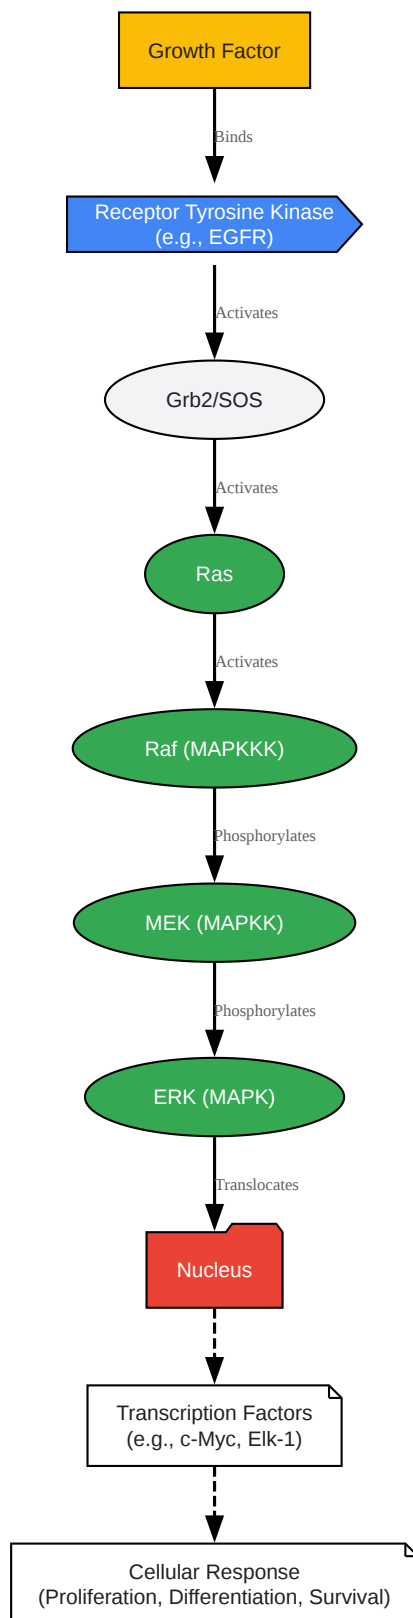 Growth Factor
Binds
Receptor Tyrosine Kinase
(e.g., EGFR)
Activates
Grb2/SOS
Activates
Ras
Activates
Raf (MAPKKK)
Phosphorylates
MEK (MAPKK)
Phosphorylates
ERK (MAPK)
Translocates
Nucleus
Transcription Factors
(e.g., c-Myc, Elk-1)
Cellular Response
(Proliferation, Differentiation, Survival)